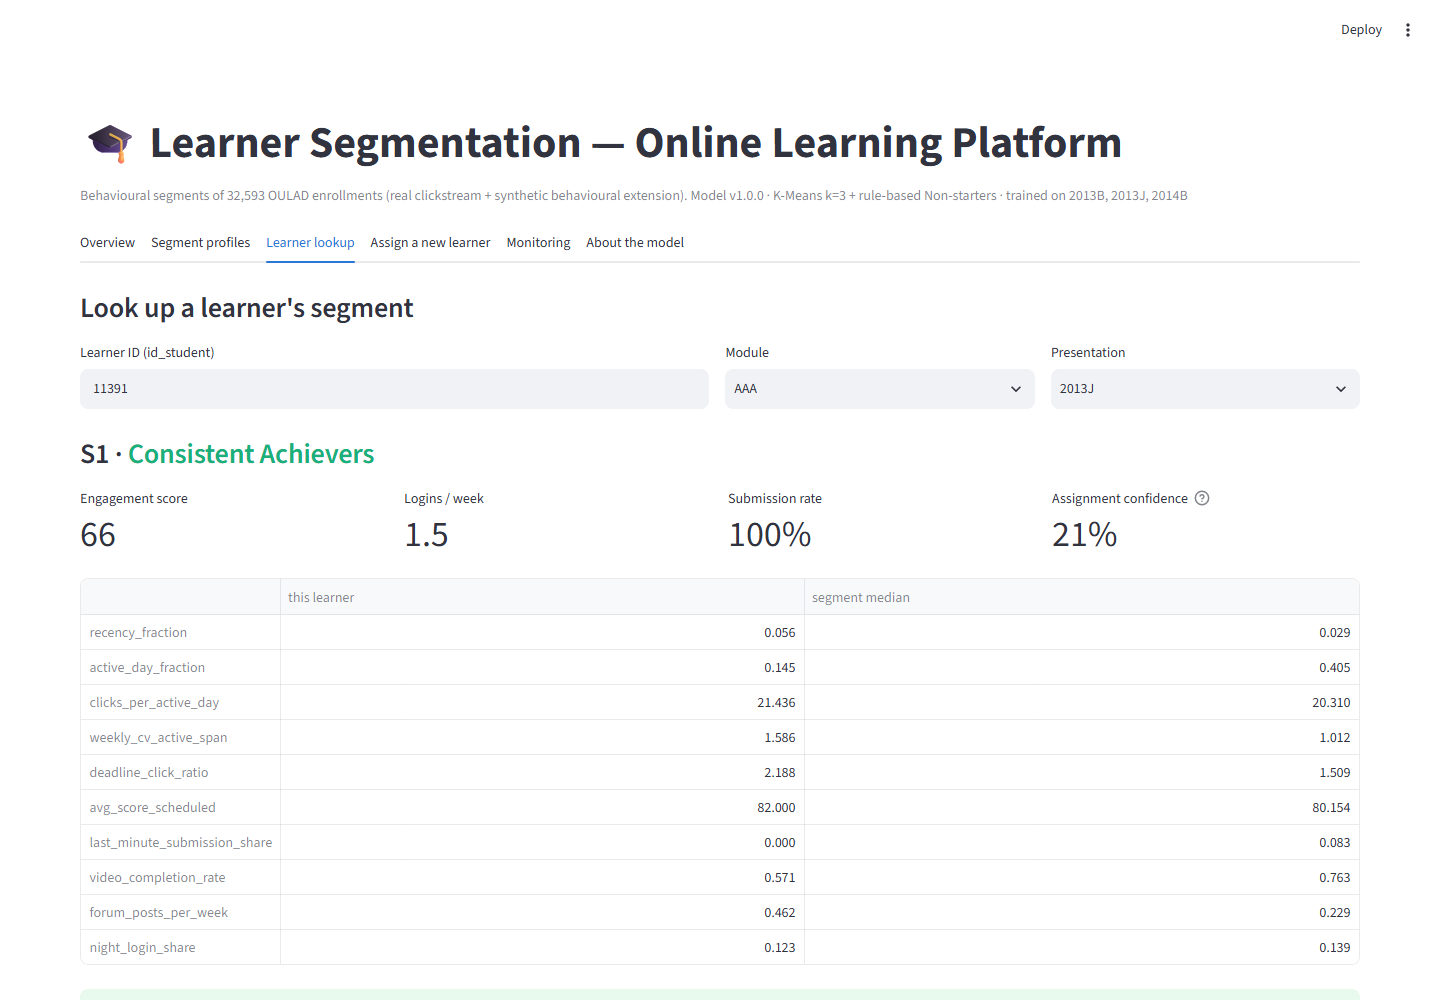 Deploy
Learner Segmentation — Online Learning Platform
Behavioural segments of 32,593 OULAD enrollments (real clickstream + synthetic behavioural extension). Model v1.0.0 · K-Means k=3 + rule-based Non-starters · trained on 2013B, 2013J, 2014B
Overview Segment profiles Learner lookup Assign a new learner Monitoring About the model
Look up a learner's segment
Learner ID (id_student) Module Presentation
11391 AAA 2013J
S1 · Consistent Achievers
Engagement score Logins / week Submission rate Assignment confidence ?
66 1.5 100% 21%
this learner segment median
recency_fraction 0.056 0.029
active_day_fraction 0.145 0.405
clicks_per_active_day 21.436 20.310
weekly_cv_active_span 1.586 1.012
deadline_click_ratio 2.188 1.509
avg_score_scheduled 82.000 80.154
last_minute_submission_share 0.000 0.083
video_completion_rate 0.571 0.763
forum_posts_per_week 0.462 0.229
night_login_share 0.123 0.139